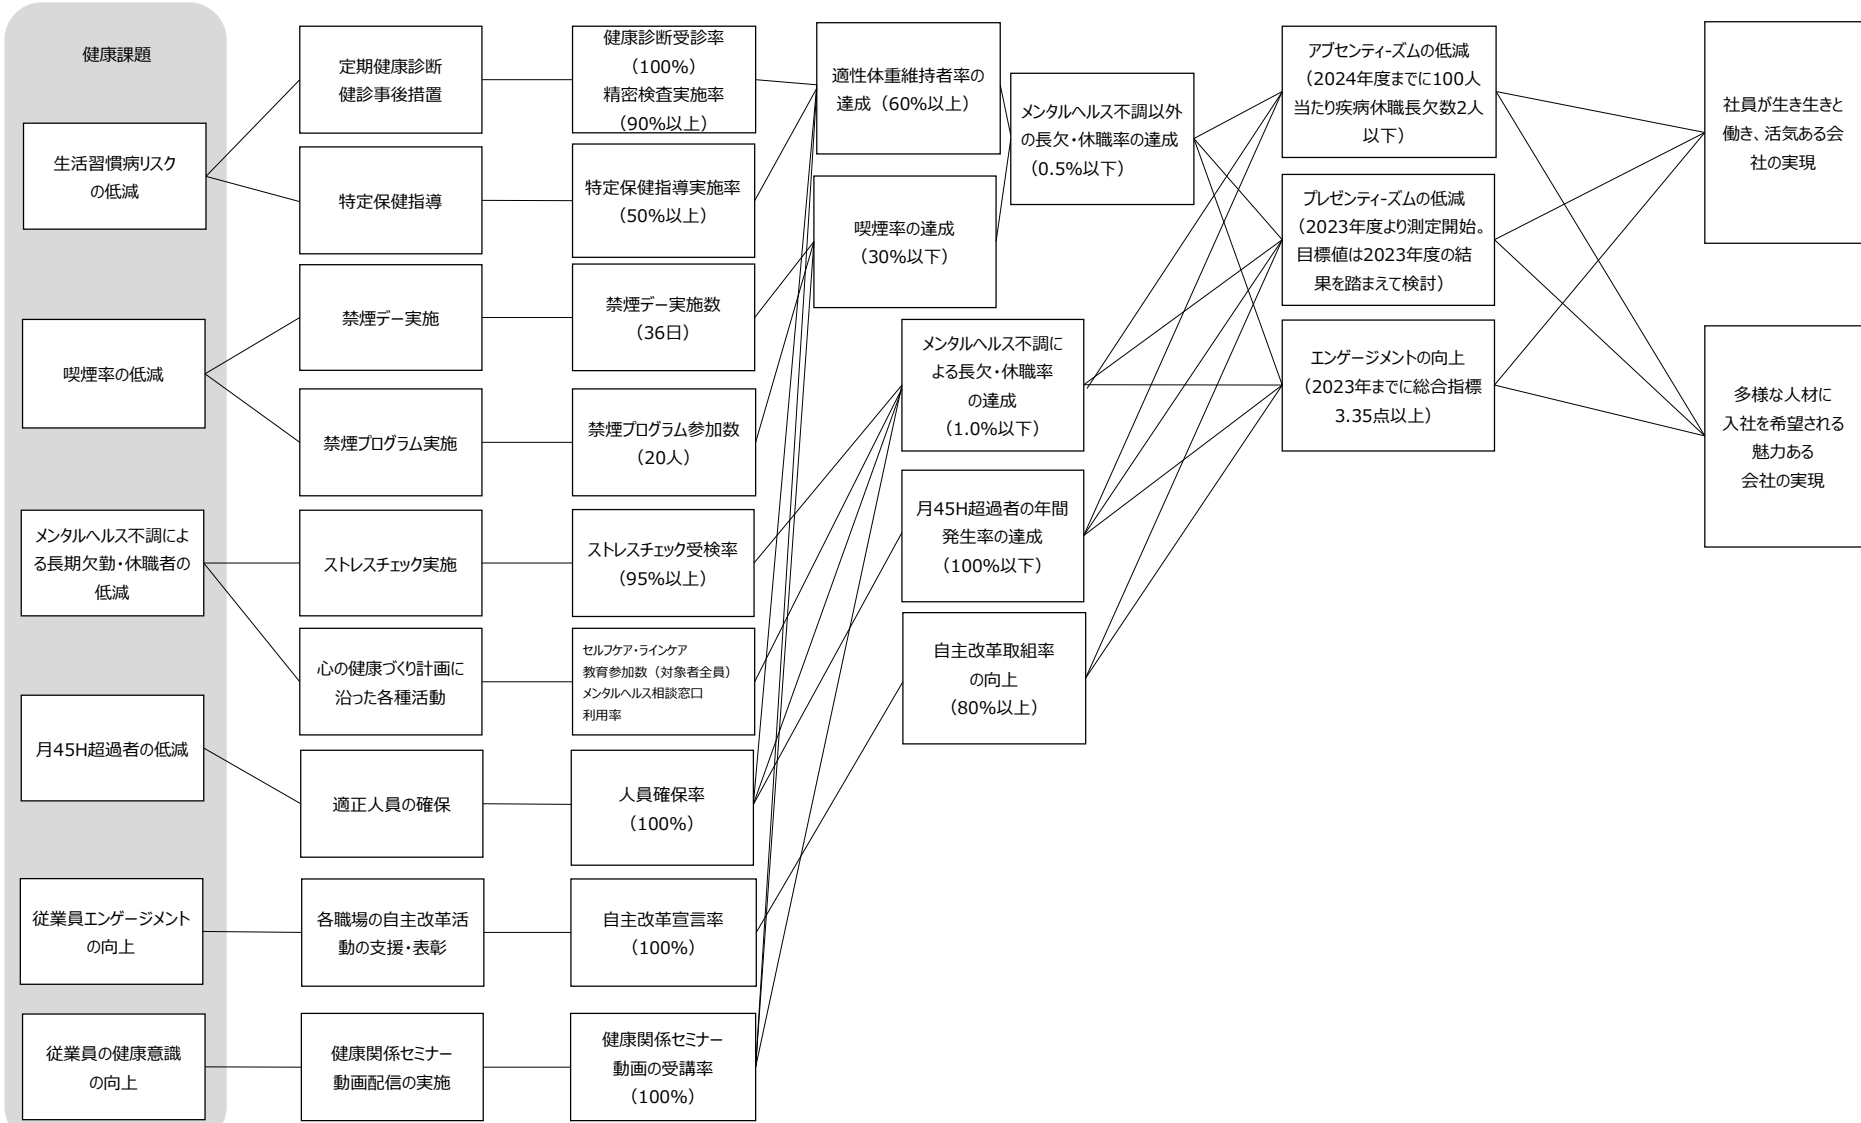 健康課題
生活習慣病リスク
の低減
喫煙率の低減
メンタルヘルス不調によ
る長期欠勤・休職者の
低減
月45H超過者の低減
従業員エンゲージメント
の向上
従業員の健康意識
の向上
定期健康診断
健診事後措置
特定保健指導
禁煙デー実施
禁煙プログラム実施
ストレスチェック実施
心の健康づくり計画に
沿った各種活動
適正人員の確保
各職場の自主改革活
動の支援・表彰
健康関係セミナー
動画配信の実施
健康診断受診率
（100%）
精密検査実施率
（90%以上）
特定保健指導実施率
（50%以上）
禁煙デー実施数
（36日）
禁煙プログラム参加数
（20人）
ストレスチェック受検率
（95%以上）
セルフケア・ラインケア
教育参加数（対象者全員）
メンタルヘルス相談窓口
利用率
人員確保率
（100%）
自主改革宣言率
（100%）
健康関係セミナー
動画の受講率
（100%）
適性体重維持者率の
達成（60%以上）
喫煙率の達成
（30%以下）
メンタルヘルス不調以外
の長欠・休職率の達成
（0.5%以下）
メンタルヘルス不調に
よる長欠・休職率
の達成
（1.0%以下）
月45H超過者の年間
発生率の達成
（100%以下）
自主改革取組率
の向上
（80%以上）
アブセンティ-ズムの低減
（2024年度までに100人
当たり疾病休職長欠数2人
以下）
プレゼンティ-ズムの低減
（2023年度より測定開始。
目標値は2023年度の結
果を踏まえて検討）
エンゲージメントの向上
（2023年までに総合指標
3.35点以上）
社員が生き生きと
働き、活気ある会
社の実現
多様な人材に
入社を希望される
魅力ある
会社の実現